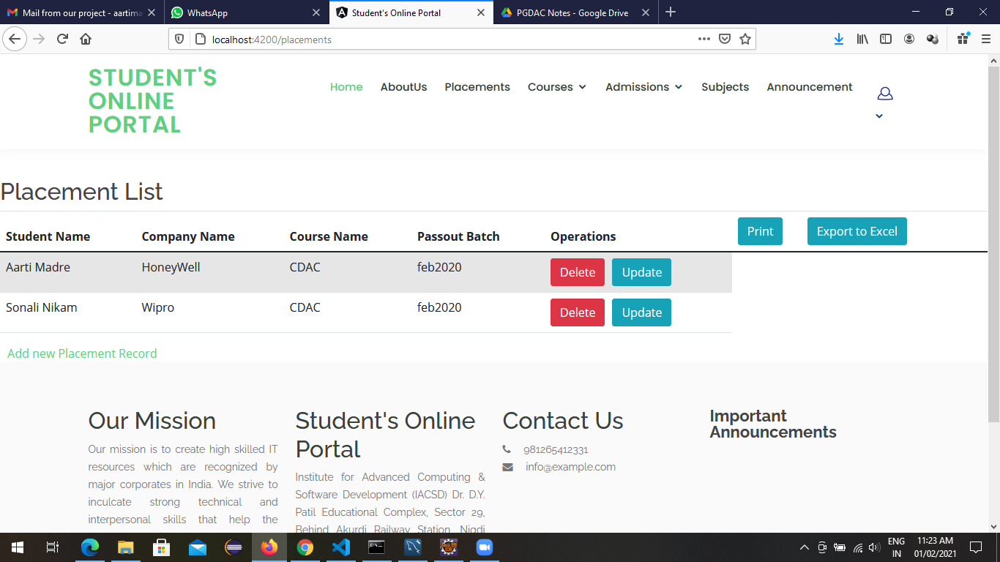 Mail from our project - aartima
WhatsApp
Student's Online Portal
PGDAC Notes - Google Drive
localhost:4200/placements
STUDENT'S
ONLINE
PORTAL
Home
AboutUs
Placements
Courses
Admissions
Subjects
Announcement
Placement List
Student Name Company Name Course Name Passout Batch Operations Print Export to Excel
Aarti Madre HoneyWell CDAC feb2020 Delete Update
Sonali Nikam Wipro CDAC feb2020 Delete Update
Add new Placement Record
Our Mission
Our mission is to create high skilled IT
resources which are recognized by
major corporates in India. We strive to
inculcate strong technical and
interpersonal skills that help the
Student's Online
Portal
Institute for Advanced Computing &
Software Development (IACSD) Dr. D.Y.
Patil Educational Complex, Sector 29,
Behind Akurdi Railway Station, Nigdi
Contact Us
981265412331
info@example.com
Important
Announcements
ENG
IN
11:23 AM
01/02/2021